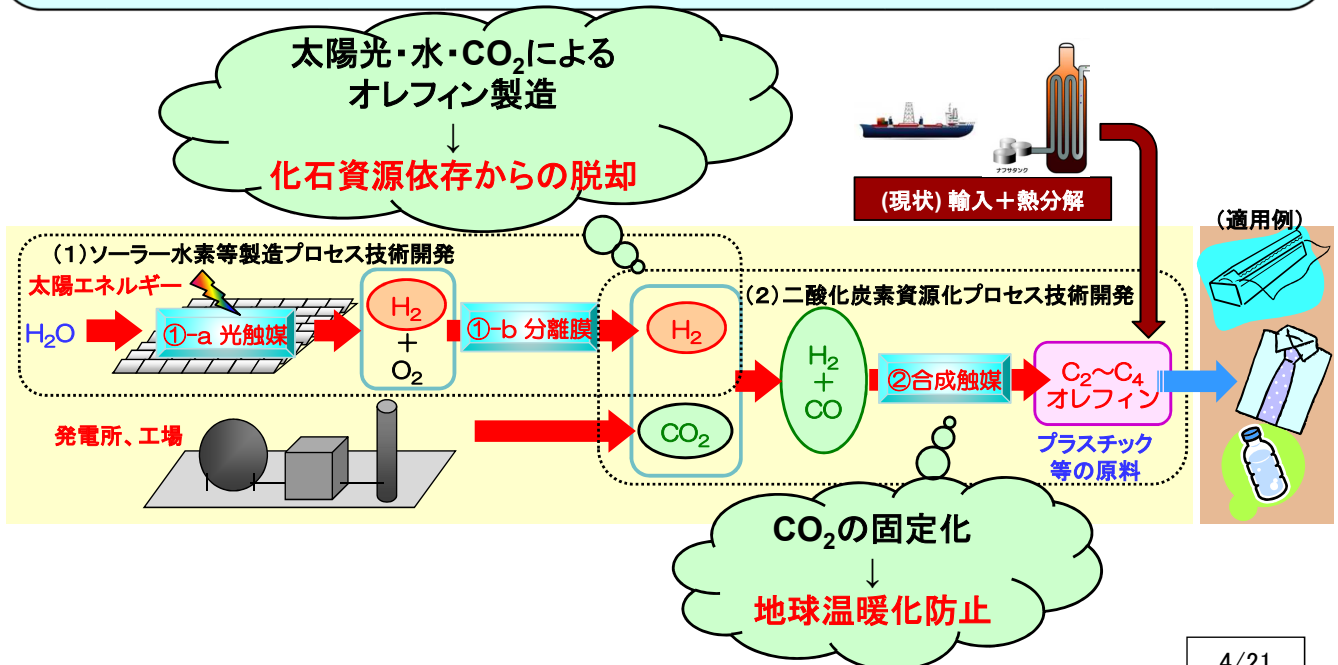 太陽光・水・CO₂による
オレフィン製造
↓
化石資源依存からの脱却
ナフサタンク
(現状) 輸入＋熱分解
（適用例）
（１）ソーラー水素等製造プロセス技術開発
太陽エネルギー
H₂O
①-a 光触媒
H₂
+
O₂
①-b 分離膜
（２）二酸化炭素資源化プロセス技術開発
H₂
CO₂
H₂
+
CO
②合成触媒
C₂～C₄
オレフィン
プラスチック
等の原料
発電所、工場
CO₂の固定化
↓
地球温暖化防止
4/21